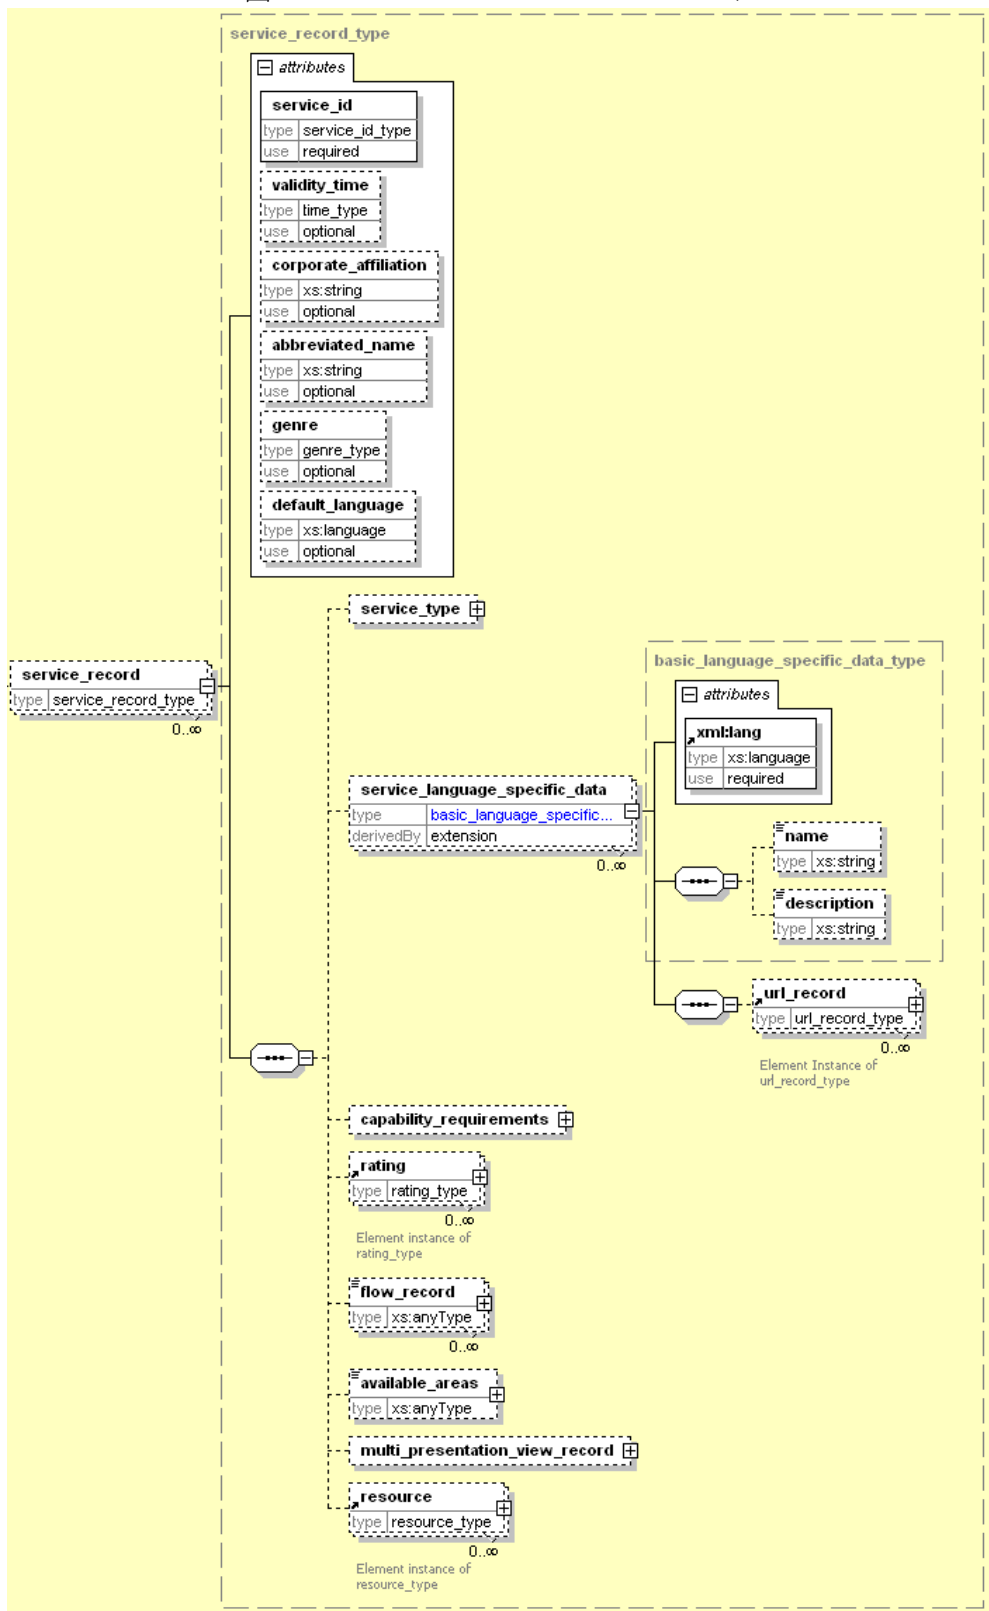 service_record_type
attributes
service_id
type service_id_type
use required
validity_time
type time_type
use optional
corporate_affiliation
type xs:string
use optional
abbreviated_name
type xs:string
use optional
genre
type genre_type
use optional
default_language
type xs:language
use optional
service_type
service_record
type service_record_type
0..∞
basic_language_specific_data_type
attributes
xml:lang
type xs:language
use required
service_language_specific_data
type basic_language_specific...
derivedBy extension
0..∞
name
type xs:string
description
type xs:string
url_record
type url_record_type
0..∞
Element Instance of
url_record_type
capability_requirements
rating
type rating_type
0..∞
Element instance of
rating_type
flow_record
type xs:anyType
0..∞
available_areas
type xs:anyType
multi_presentation_view_record
resource
type resource_type
0..∞
Element instance of
resource_type